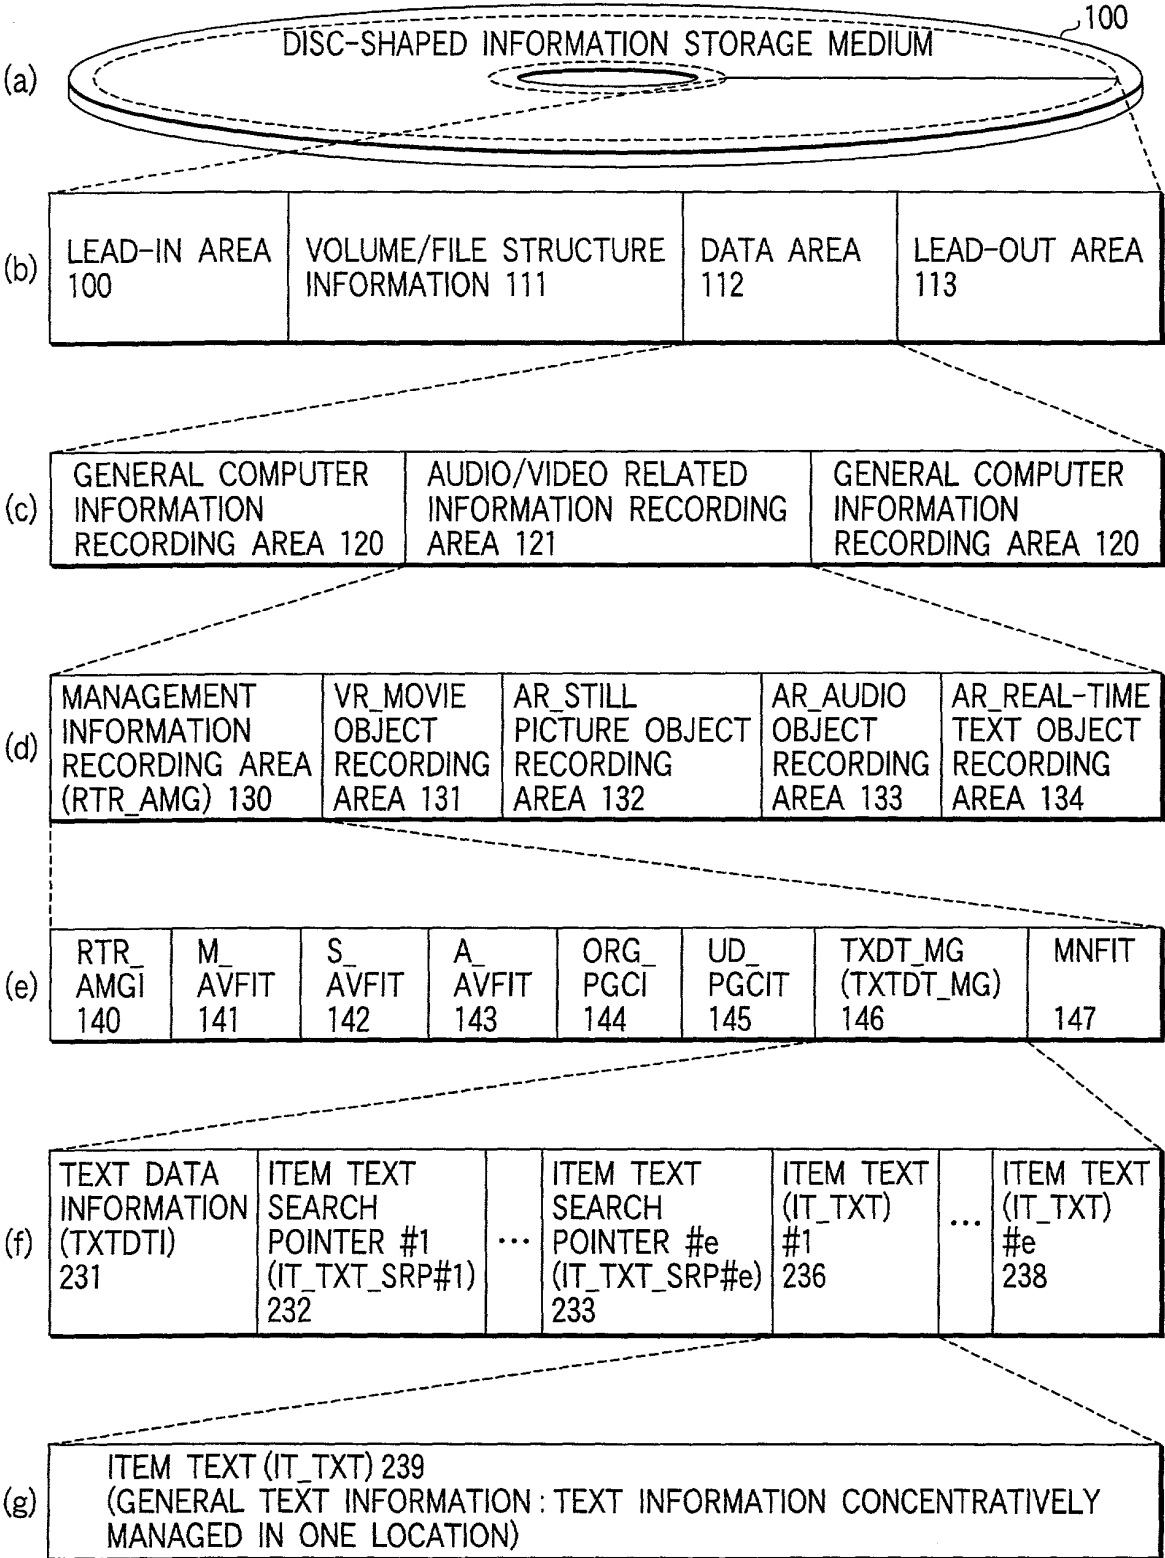 100
DISC-SHAPED INFORMATION STORAGE MEDIUM
(a)
(b)
LEAD-IN AREA
100
VOLUME/FILE STRUCTURE
INFORMATION 111
DATA AREA
112
LEAD-OUT AREA
113
(c)
GENERAL COMPUTER
INFORMATION
RECORDING AREA 120
AUDIO/VIDEO RELATED
INFORMATION RECORDING
AREA 121
GENERAL COMPUTER
INFORMATION
RECORDING AREA 120
(d)
MANAGEMENT
INFORMATION
RECORDING AREA
(RTR_AMG) 130
VR_MOVIE
OBJECT
RECORDING
AREA 131
AR_STILL
PICTURE OBJECT
RECORDING
AREA 132
AR_AUDIO
OBJECT
RECORDING
AREA 133
AR_REAL-TIME
TEXT OBJECT
RECORDING
AREA 134
(e)
RTR_
AMGI
140
M_
AVFIT
141
S_
AVFIT
142
A_
AVFIT
143
ORG_
PGCI
144
UD_
PGCIT
145
TXDT_MG
(TXTDT_MG)
146
MNFIT
147
(f)
TEXT DATA
INFORMATION
(TXTDTI)
231
ITEM TEXT
SEARCH
POINTER #1
(IT_TXT_SRP#1)
232
...
ITEM TEXT
SEARCH
POINTER #e
(IT_TXT_SRP#e)
233
ITEM TEXT
(IT_TXT)
#1
236
...
ITEM TEXT
(IT_TXT)
#e
238
(g)
ITEM TEXT (IT_TXT) 239
(GENERAL TEXT INFORMATION : TEXT INFORMATION CONCENTRATIVELY
MANAGED IN ONE LOCATION)